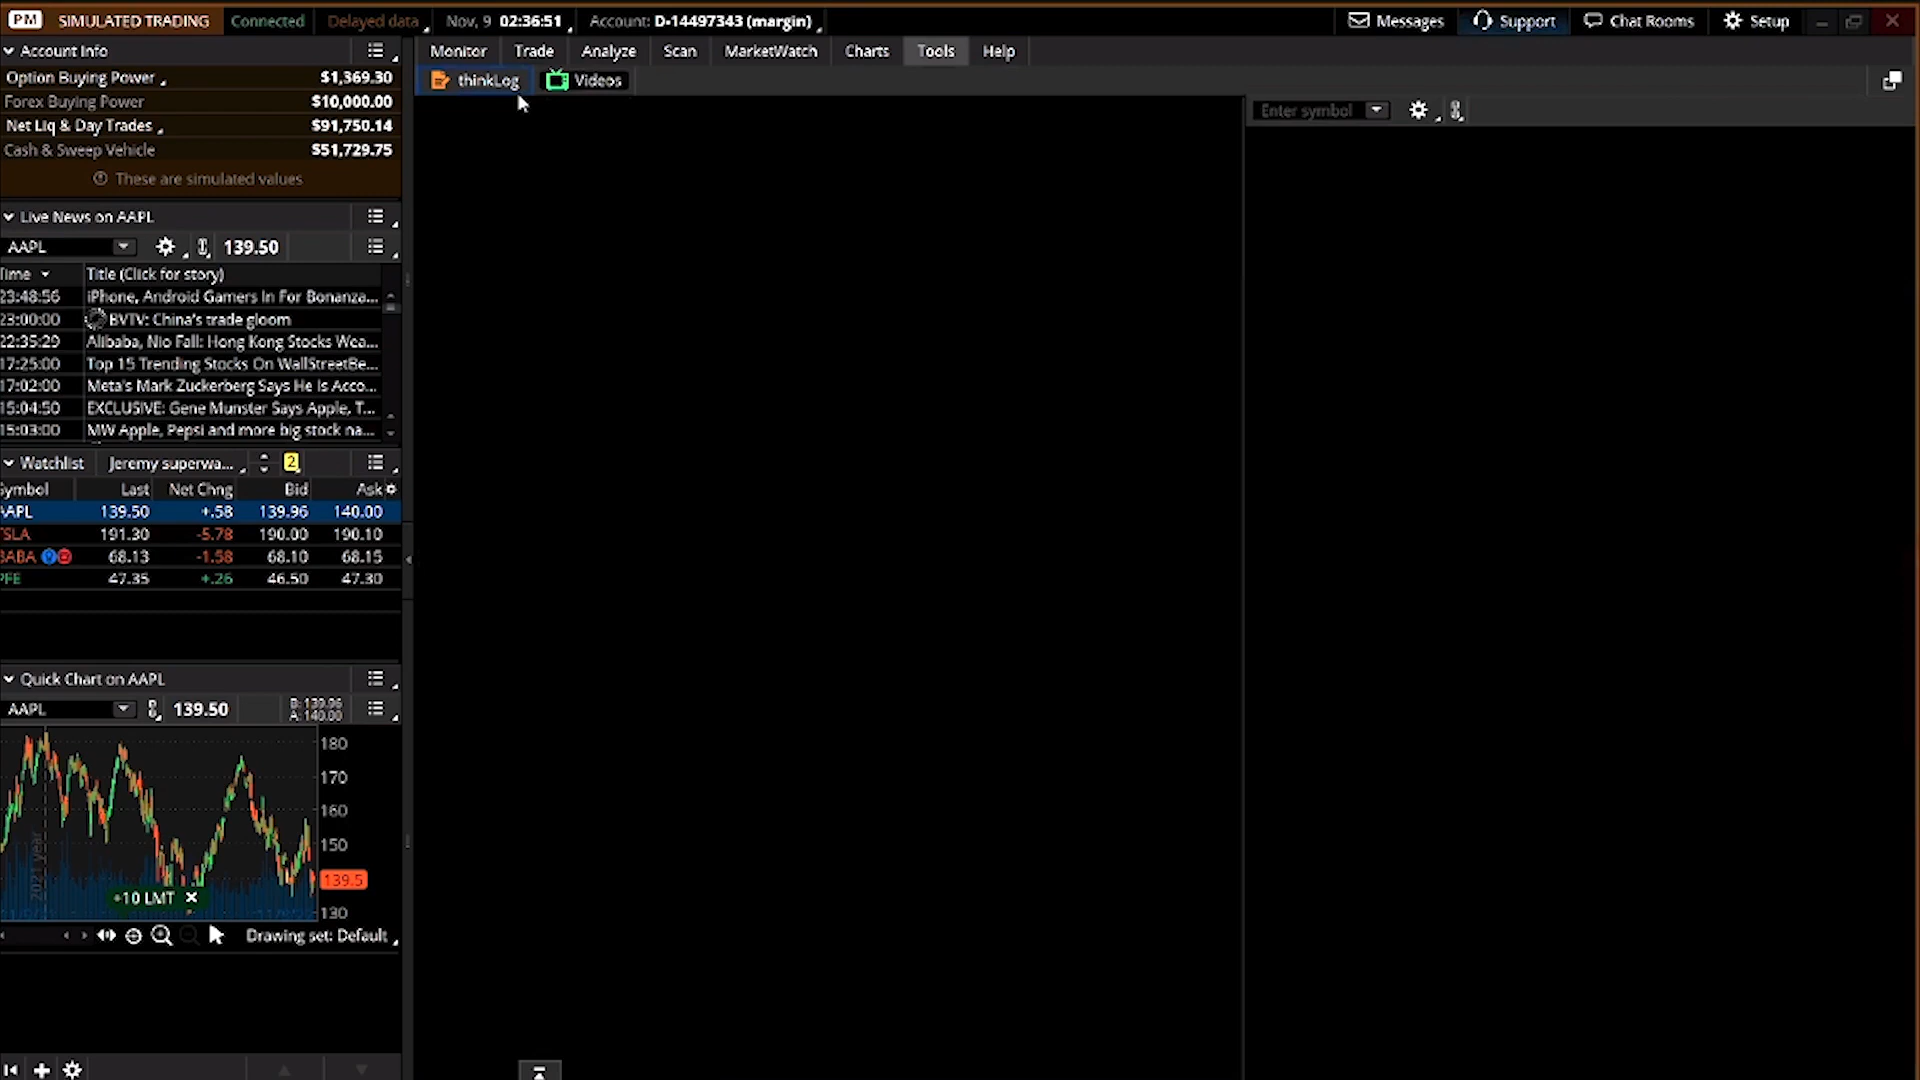 PM SIMULATED TRADING Connected Delayed data Nov, 9 02:36:51 Account: D-14497343 (margin) Messages Support Chat Rooms Setup
Account Info
Monitor Trade Analyze Scan MarketWatch Charts Tools Help
Option Buying Power $1,369.30
thinkLog Videos
Forex Buying Power $10,000.00
Enter symbol
Net Liq & Day Trades $91,750.14
Cash & Sweep Vehicle $51,729.75
These are simulated values
Live News on AAPL
AAPL 139.50
Time Title (Click for story)
23:48:56 iPhone, Android Gamers In For Bonanza...
23:00:00 BVTV: China's trade gloom
22:35:29 Alibaba, Nio Fall: Hong Kong Stocks Wea...
17:25:00 Top 15 Trending Stocks On WallStreetBe...
17:02:00 Meta's Mark Zuckerberg Says He Is Acco...
15:04:50 EXCLUSIVE: Gene Munster Says Apple, T...
15:03:00 MW Apple, Pepsi and more big stock na...
Watchlist Jeremy superwa... 2
Symbol Last Net Chng Bid Ask
AAPL 139.50 +.58 139.96 140.00
TSLA 191.30 -5.78 190.00 190.10
BABA 68.13 -1.58 68.10 68.15
PFE 47.35 +.26 46.50 47.30
Quick Chart on AAPL
AAPL 139.50 B: 139.96
A: 140.00
180
170
160
150
2021 year
139.5
+10 LMT
130
Drawing set: Default